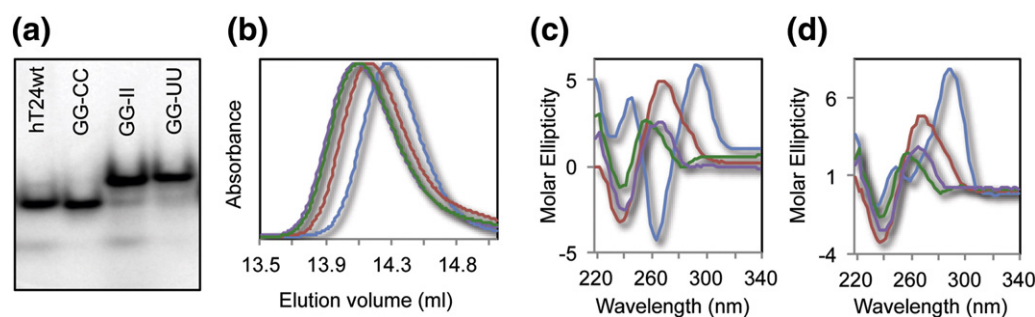 (a)
hT24wt
GG-CC
GG-II
GG-UU
(b)
Absorbance
13.5 13.9 14.3 14.8
Elution volume (ml)
(c)
Molar Ellipticity
5
0
-5
220 260 300 340
Wavelength (nm)
(d)
Molar Ellipticity
6
1
-4
220 260 300 340
Wavelength (nm)